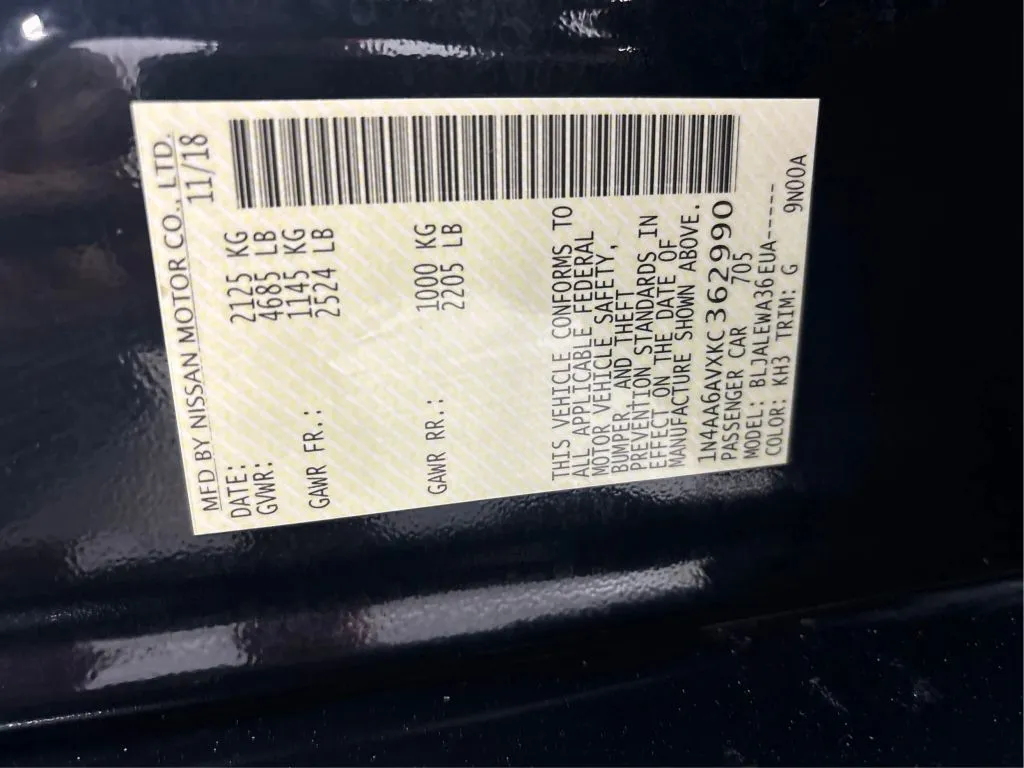 MFD BY NISSAN MOTOR CO., LTD.
DATE: 11/18
GVWR: 2125 KG
4685 LB
GAWR FR.: 1145 KG
2524 LB
GAWR RR.: 1000 KG
2205 LB
THIS VEHICLE CONFORMS TO
ALL APPLICABLE FEDERAL
MOTOR VEHICLE SAFETY,
BUMPER, AND THEFT
PREVENTION STANDARDS IN
EFFECT ON THE DATE OF
MANUFACTURE SHOWN ABOVE.
1N4AA6AVXKC362990
PASSENGER CAR 705
MODEL: BLJALEWA36EUA-----
COLOR: KH3 TRIM: G 9N00A